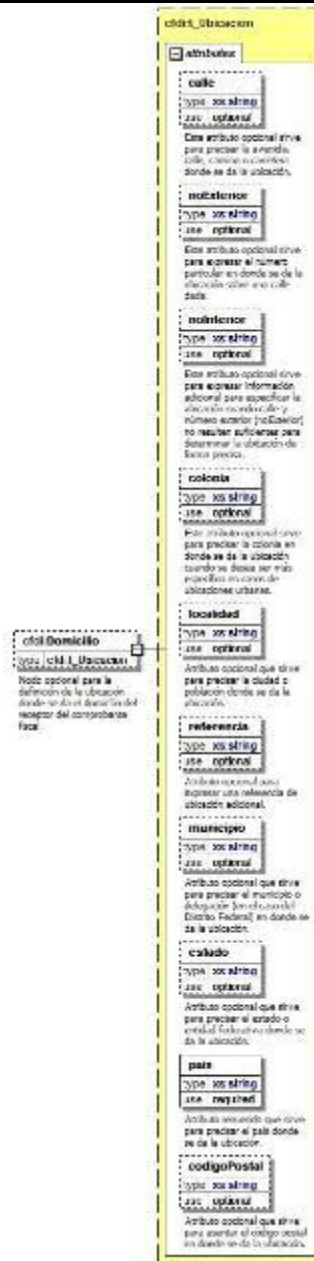 cfdi:t_Ubicacion
attributes
calle
type xs:string
use optional
Este atributo opcional sirve
para precisar la avenida,
calle, camino o carretera
donde se da la ubicación.
noExterior
type xs:string
use optional
Este atributo opcional sirve
para expresar el número
particular en donde se da la
ubicación sobre una calle
dada.
noInterior
type xs:string
use optional
Este atributo opcional sirve
para expresar información
adicional para especificar la
ubicación cuando calle y
número exterior (noExterior)
no resulten suficientes para
determinar la ubicación de
forma precisa.
colonia
type xs:string
use optional
Este atributo opcional sirve
para precisar la colonia en
donde se da la ubicación
cuando se desea ser más
específico en casos de
ubicaciones urbanas.
cfdi:Domicilio
type cfdi:t_Ubicacion
Nodo opcional para la
definición de la ubicación
donde se da el domicilio del
receptor del comprobante
fiscal.
localidad
type xs:string
use optional
Atributo opcional que sirve
para precisar la ciudad o
población donde se da la
ubicación.
referencia
type xs:string
use optional
Atributo opcional para
expresar una referencia de
ubicación adicional.
municipio
type xs:string
use optional
Atributo opcional que sirve
para precisar el municipio o
delegación (en el caso del
Distrito Federal) en donde se
da la ubicación.
estado
type xs:string
use optional
Atributo opcional que sirve
para precisar el estado o
entidad federativa donde se
da la ubicación.
pais
type xs:string
use required
Atributo requerido que sirve
para precisar el país donde
se da la ubicación.
codigoPostal
type xs:string
use optional
Atributo opcional que sirve
para asentar el código postal
en donde se da la ubicación.